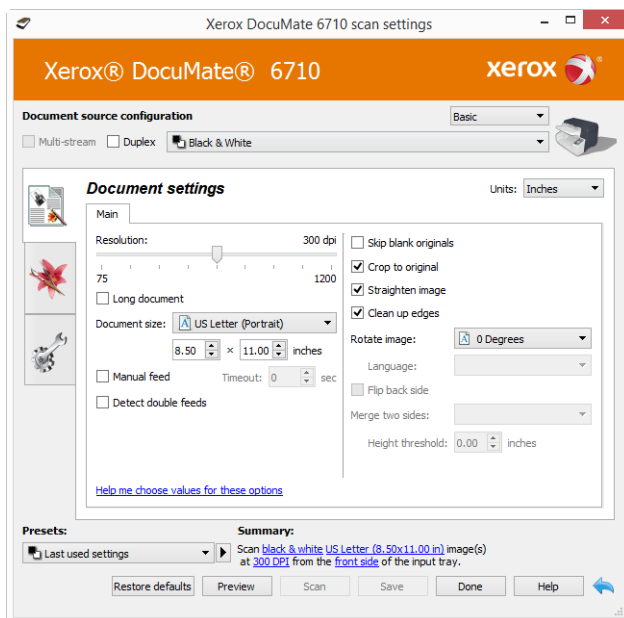 Xerox DocuMate 6710 scan settings
Xerox® DocuMate® 6710
xerox ®
Document source configuration
Basic
Multi-stream Duplex Black & White
Document settings
Units: Inches
Main
Resolution: 300 dpi
75 1200
Long document
Document size: A US Letter (Portrait)
8.50 × 11.00 inches
Manual feed Timeout: 0 sec
Detect double feeds
Skip blank originals
Crop to original
Straighten image
Clean up edges
Rotate image: A 0 Degrees
Language:
Flip back side
Merge two sides:
Height threshold: 0.00 inches
Help me choose values for these options
Presets:
Last used settings
Summary:
Scan black & white US Letter (8.50x11.00 in) image(s)
at 300 DPI from the front side of the input tray.
Restore defaults Preview Scan Save Done Help